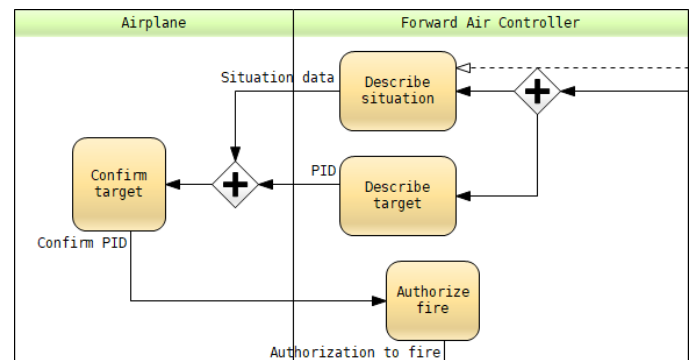 Airplane
Forward Air Controller
Situation data
Describe
situation
Confirm
target
PID
Describe
target
Confirm PID
Authorize
fire
Authorization to fire